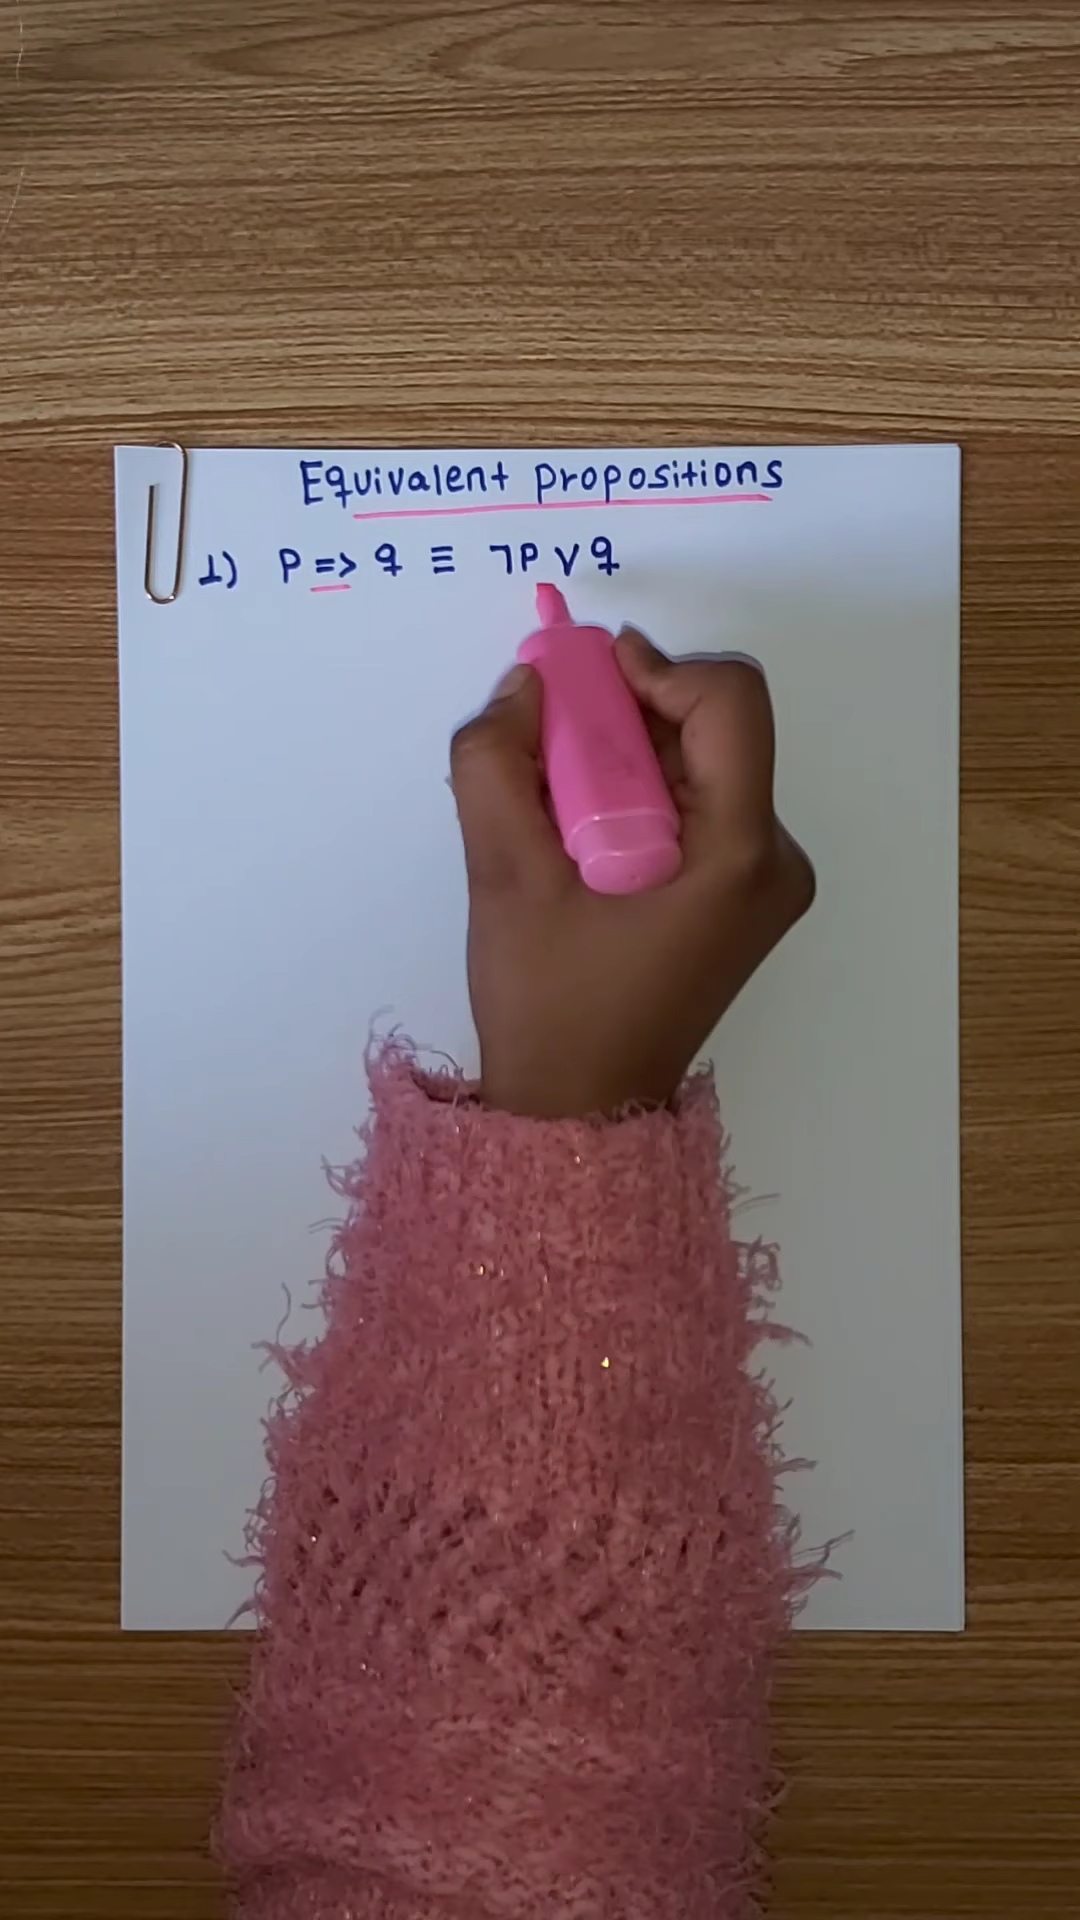 Equivalent propositions
1) P => q ≡ ¬P ∨ q